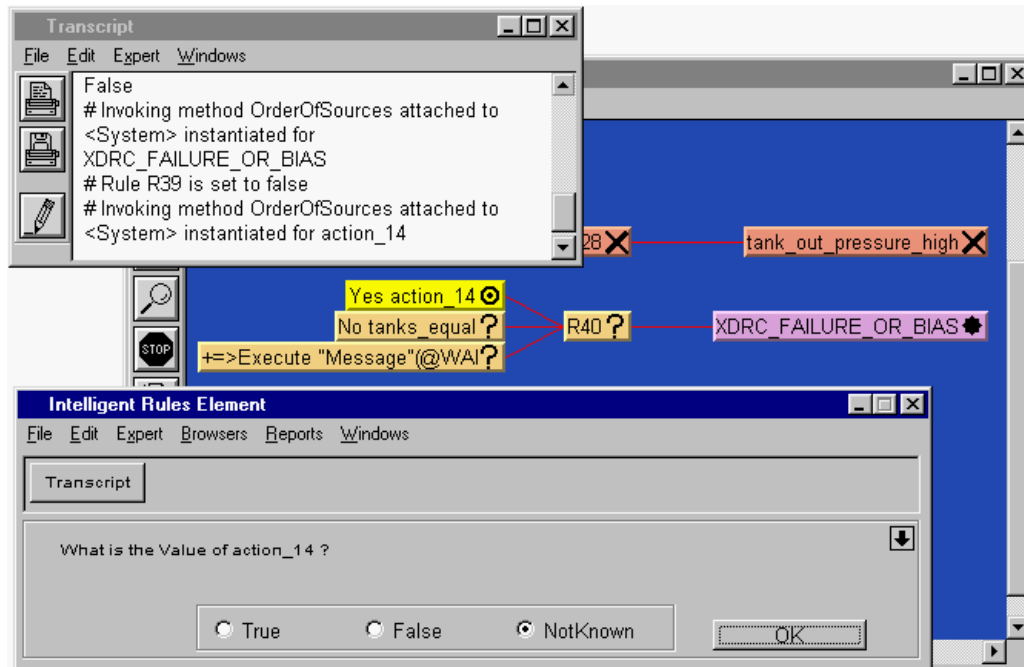 Transcript
File Edit Expert Windows
False
# Invoking method OrderOfSources attached to
<System> instantiated for
XDRC_FAILURE_OR_BIAS
# Rule R39 is set to false
# Invoking method OrderOfSources attached to
<System> instantiated for action_14
28 tank_out_pressure_high
Yes action_14
No tanks_equal? R40? XDRC_FAILURE_OR_BIAS
STOP
+=>Execute "Message"(@WAI?
Intelligent Rules Element
File Edit Expert Browsers Reports Windows
Transcript
What is the Value of action_14 ?
True False NotKnown OK